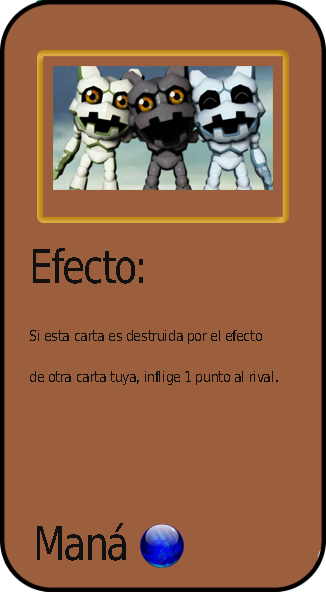 Efecto:
Si esta carta es destruida por el efecto
de otra carta tuya, inflige 1 punto al rival.
Maná